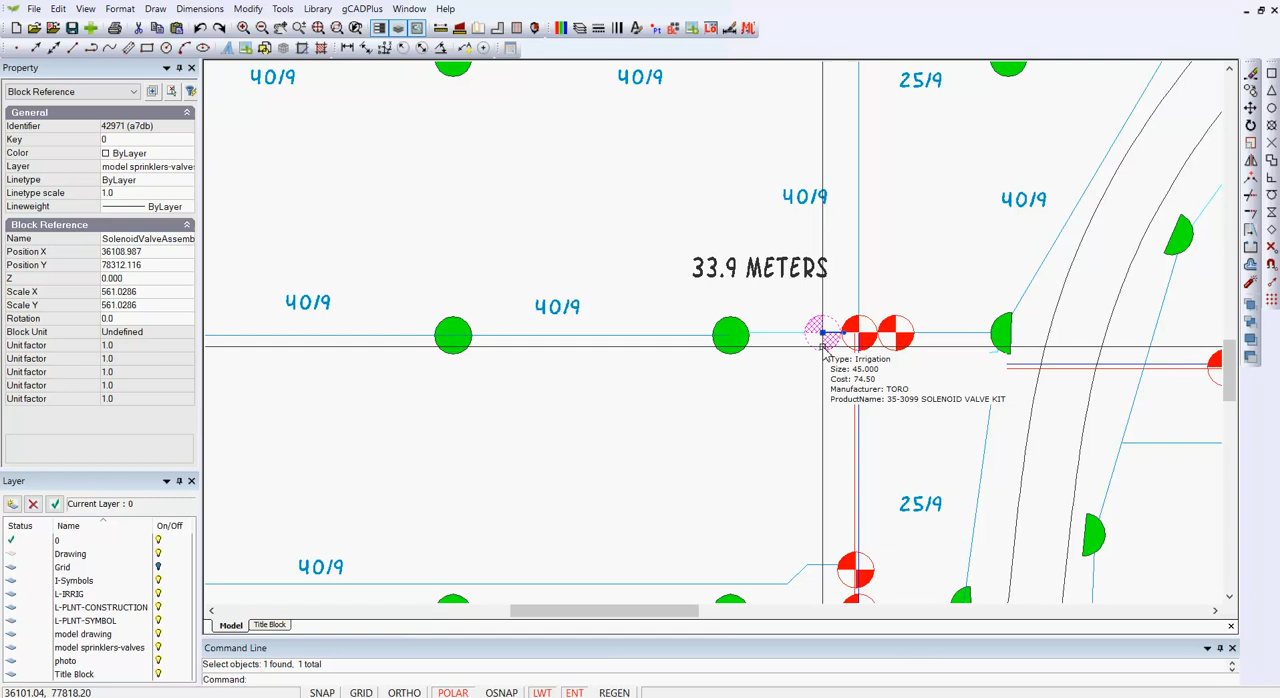 File Edit View Format Draw Dimensions Modify Tools Library gCADPlus Window Help
Property
Block Reference
General
Identifier 42971 (a7db)
Key 0
Color ByLayer
Layer model sprinklers-valves
Linetype ByLayer
Linetype scale 1.0
Lineweight ByLayer
Block Reference
Name SolenoidValveAssemb
Position X 36108.987
Position Y 78312.116
Z 0.000
Scale X 561.0286
Scale Y 561.0286
Rotation 0.0
Block Unit Undefined
Unit factor 1.0
Unit factor 1.0
Unit factor 1.0
Unit factor 1.0
Unit factor 1.0
Layer
Current Layer : 0
Status Name On/Off
0
Drawing
Grid
I-Symbols
L-IRRIG
L-PLNT-CONSTRUCTION
L-PLNT-SYMBOL
model drawing
model sprinklers-valves
photo
Title Block
40/9 40/9 25/9
40/9 40/9
33.9 METERS
40/9 40/9
Type: Irrigation
Size: 45.000
Cost: 74.50
Manufacturer: TORO
ProductName: 35-3099 SOLENOID VALVE KIT
25/9
40/9
Model Title Block
Command Line
Select objects: 1 found, 1 total
Command:
36101.04, 77818.20 SNAP GRID ORTHO POLAR OSNAP LWT ENT REGEN